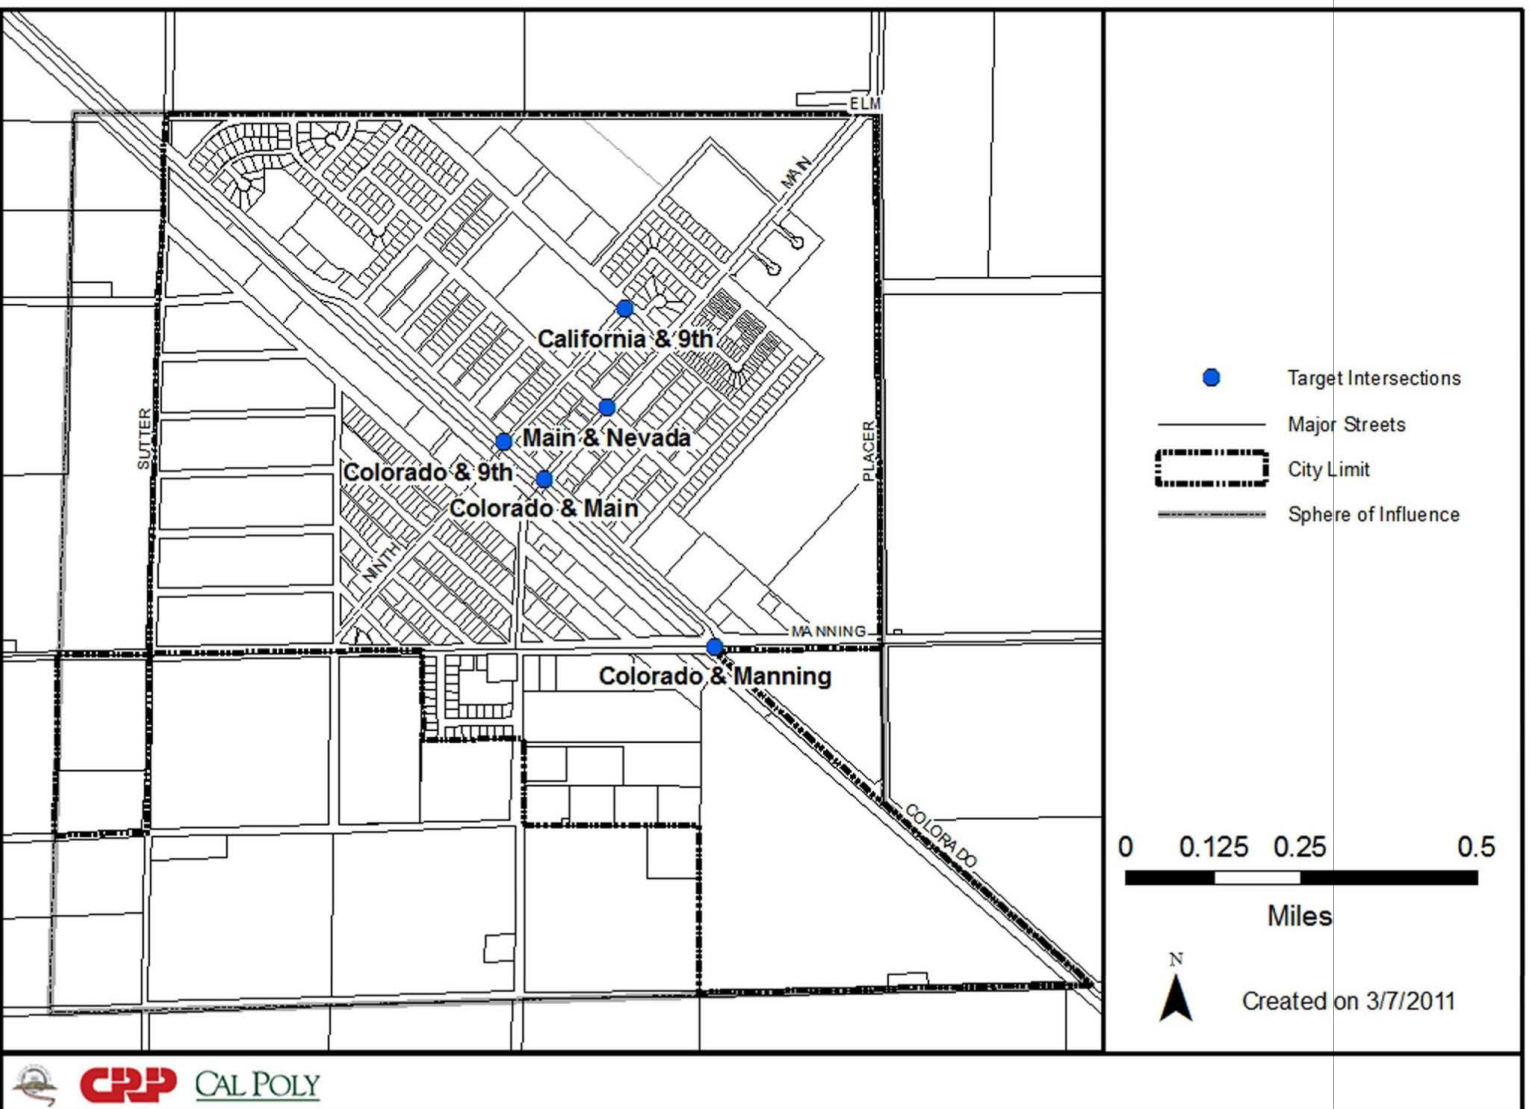 ELM
MAIN
California & 9th
SUTTER
PLACER
Main & Nevada
Colorado & 9th
Colorado & Main
NINTH
MANNING
Colorado & Manning
COLORADO
Target Intersections
Major Streets
City Limit
Sphere of Influence
0 0.125 0.25 0.5
Miles
N
Created on 3/7/2011
CRP CAL POLY